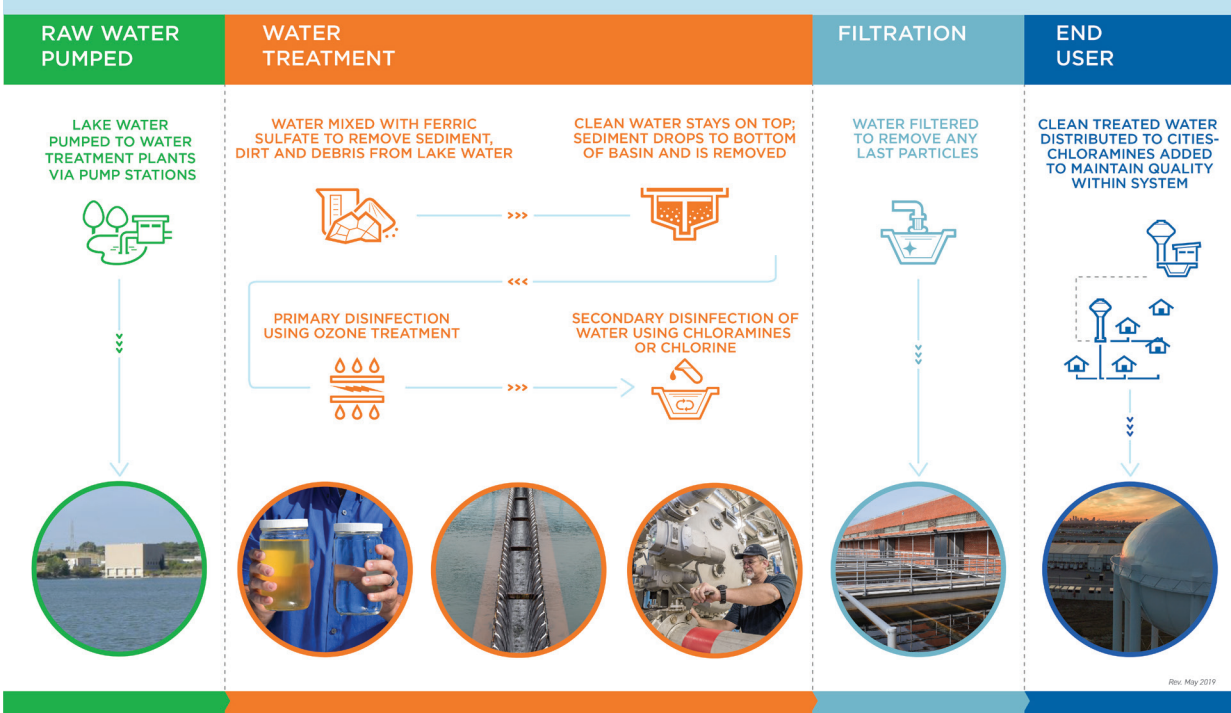 RAW WATER
PUMPED
WATER
TREATMENT
FILTRATION
END
USER
LAKE WATER
PUMPED TO WATER
TREATMENT PLANTS
VIA PUMP STATIONS
WATER MIXED WITH FERRIC
SULFATE TO REMOVE SEDIMENT,
DIRT AND DEBRIS FROM LAKE WATER
CLEAN WATER STAYS ON TOP;
SEDIMENT DROPS TO BOTTOM
OF BASIN AND IS REMOVED
PRIMARY DISINFECTION
USING OZONE TREATMENT
SECONDARY DISINFECTION OF
WATER USING CHLORAMINES
OR CHLORINE
WATER FILTERED
TO REMOVE ANY
LAST PARTICLES
CLEAN TREATED WATER
DISTRIBUTED TO CITIES-
CHLORAMINES ADDED
TO MAINTAIN QUALITY
WITHIN SYSTEM
Rev. May 2019